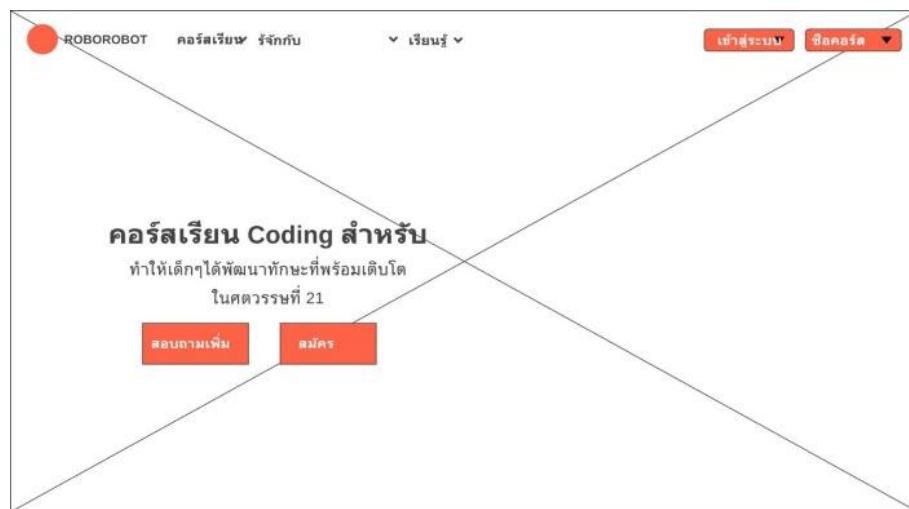 ROBOROBOT คอร์สเรียน รู้จักกับ เรียนรู้ เข้าสู่ระบบ ซื้อคอร์ส
คอร์สเรียน Coding สำหรับ
ทำให้เด็กๆได้พัฒนาทักษะที่พร้อมเติบโต
ในศตวรรษที่ 21
สอบถามเพิ่ม สมัคร